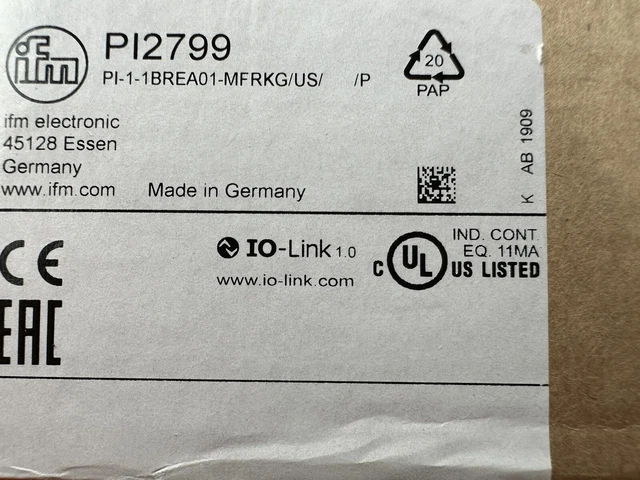 ifm
PI2799
PI-1-1BREA01-MFRKG/US/ /P
20
PAP
ifm electronic
45128 Essen
Germany
www.ifm.com
Made in Germany
K AB 1909
CE
IO-Link 1.0
www.io-link.com
IND. CONT.
EQ. 11MA
C UL US LISTED
EAC